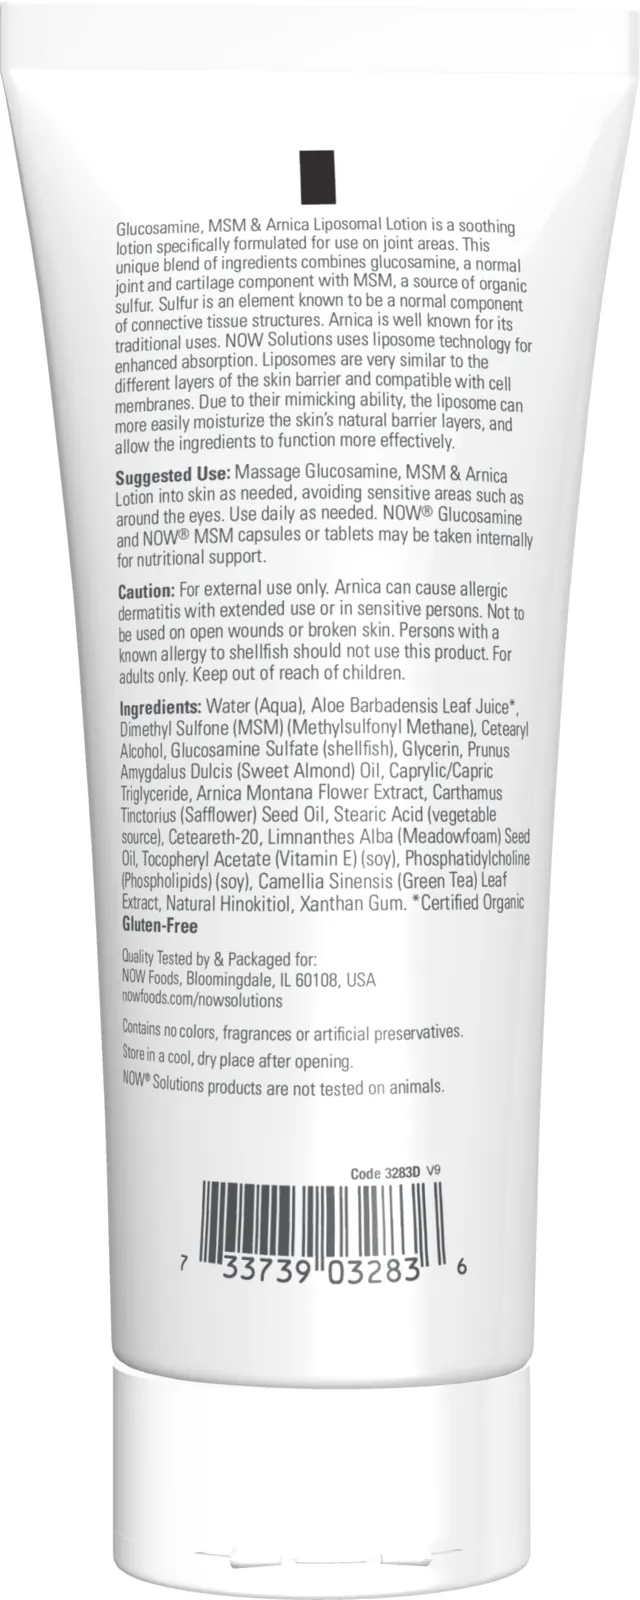 Glucosamine, MSM & Arnica Liposomal Lotion is a soothing
lotion specifically formulated for use on joint areas. This
unique blend of ingredients combines glucosamine, a normal
joint and cartilage component with MSM, a source of organic
sulfur. Sulfur is an element known to be a normal component
of connective tissue structures. Arnica is well known for its
traditional uses. NOW Solutions uses liposome technology for
enhanced absorption. Liposomes are very similar to the
different layers of the skin barrier and compatible with cell
membranes. Due to their mimicking ability, the liposome can
more easily moisturize the skin's natural barrier layers, and
allow the ingredients to function more effectively.
Suggested Use: Massage Glucosamine, MSM & Arnica
Lotion into skin as needed, avoiding sensitive areas such as
around the eyes. Use daily as needed. NOW® Glucosamine
and NOW® MSM capsules or tablets may be taken internally
for nutritional support.
Caution: For external use only. Arnica can cause allergic
dermatitis with extended use or in sensitive persons. Not to
be used on open wounds or broken skin. Persons with a
known allergy to shellfish should not use this product. For
adults only. Keep out of reach of children.
Ingredients: Water (Aqua), Aloe Barbadensis Leaf Juice*,
Dimethyl Sulfone (MSM) (Methylsulfonyl Methane), Cetearyl
Alcohol, Glucosamine Sulfate (shellfish), Glycerin, Prunus
Amygdalus Dulcis (Sweet Almond) Oil, Caprylic/Capric
Triglyceride, Arnica Montana Flower Extract, Carthamus
Tinctorius (Safflower) Seed Oil, Stearic Acid (vegetable
source), Ceteareth-20, Limnanthes Alba (Meadowfoam) Seed
Oil, Tocopheryl Acetate (Vitamin E) (soy), Phosphatidylcholine
(Phospholipids) (soy), Camellia Sinensis (Green Tea) Leaf
Extract, Natural Hinokitiol, Xanthan Gum. *Certified Organic
Gluten-Free
Quality Tested by & Packaged for:
NOW Foods, Bloomingdale, IL 60108, USA
nowfoods.com/nowsolutions
Contains no colors, fragrances or artificial preservatives.
Store in a cool, dry place after opening.
NOW® Solutions products are not tested on animals.
Code 3283D V9
7 33739 03283 6